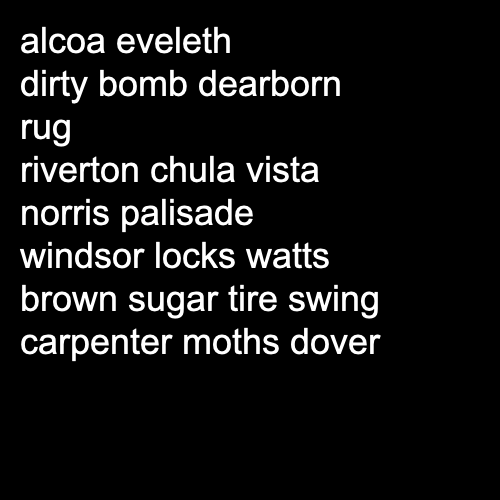 alcoa eveleth
dirty bomb dearborn
rug
riverton chula vista
norris palisade
windsor locks watts
brown sugar tire swing
carpenter moths dover